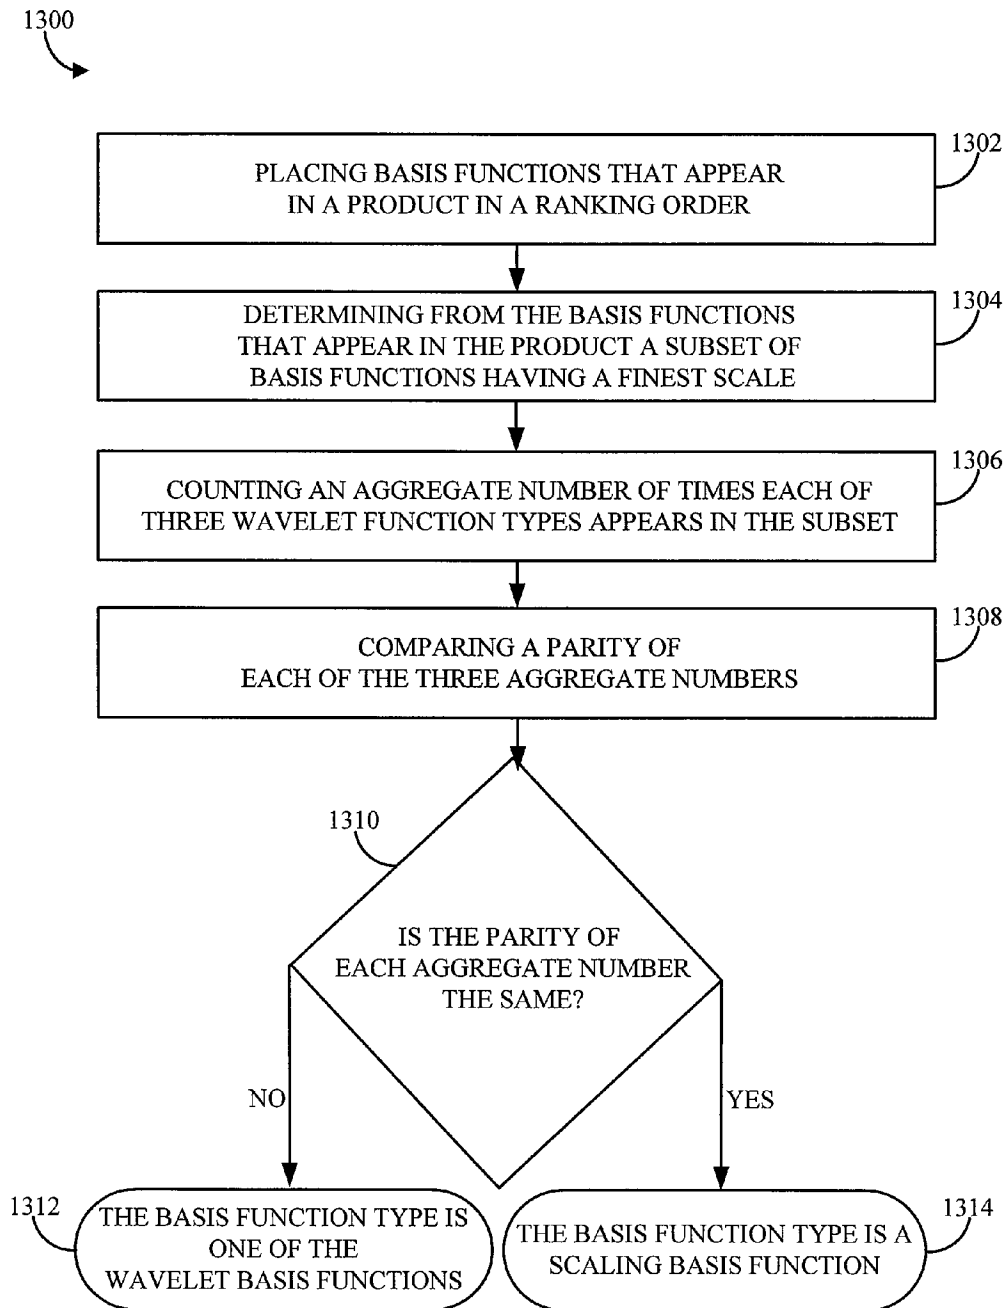 1300
1302
PLACING BASIS FUNCTIONS THAT APPEAR
IN A PRODUCT IN A RANKING ORDER
1304
DETERMINING FROM THE BASIS FUNCTIONS
THAT APPEAR IN THE PRODUCT A SUBSET OF
BASIS FUNCTIONS HAVING A FINEST SCALE
1306
COUNTING AN AGGREGATE NUMBER OF TIMES EACH OF
THREE WAVELET FUNCTION TYPES APPEARS IN THE SUBSET
1308
COMPARING A PARITY OF
EACH OF THE THREE AGGREGATE NUMBERS
1310
IS THE PARITY OF
EACH AGGREGATE NUMBER
THE SAME?
NO
YES
1312
THE BASIS FUNCTION TYPE IS
ONE OF THE
WAVELET BASIS FUNCTIONS
1314
THE BASIS FUNCTION TYPE IS A
SCALING BASIS FUNCTION